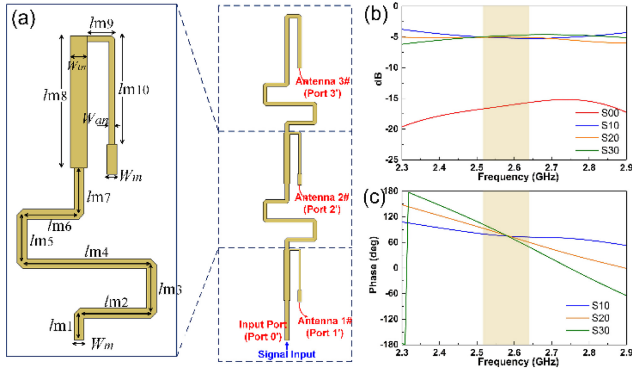 (a)
lm9
Wtn
lm8
lm10
Wan
Wm
lm7
lm6
lm5
lm4
lm3
lm2
lm1
Wm
Antenna 3#
(Port 3')
Antenna 2#
(Port 2')
Antenna 1#
(Port 1')
Input Port
(Port 0')
Signal Input
(b)
0
-5
-10
-15
-20
-25
dB
S00
S10
S20
S30
2.3 2.4 2.5 2.6 2.7 2.8 2.9
Frequency (GHz)
(c)
180
120
60
0
-60
-120
-180
Phase (deg)
S10
S20
S30
2.3 2.4 2.5 2.6 2.7 2.8 2.9
Frequency (GHz)